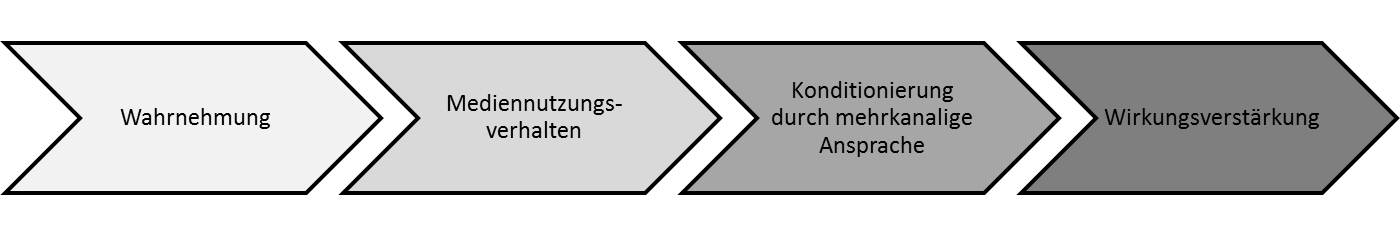 Wahrnehmung
Mediennutzungs-
verhalten
Konditionierung
durch mehrkanalige
Ansprache
Wirkungsverstärkung